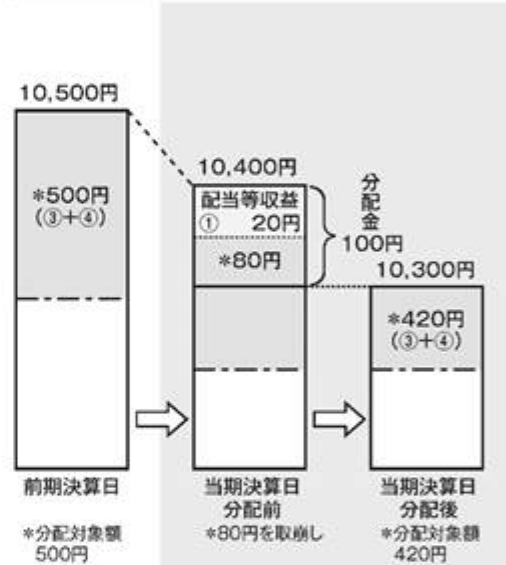 10,500円
*500円
(③+④)
前期決算日
*分配対象額
500円
10,400円
配当等収益
① 20円
*80円
分配金
100円
当期決算日
分配前
*80円を取崩し
10,300円
*420円
(③+④)
当期決算日
分配後
*分配対象額
420円